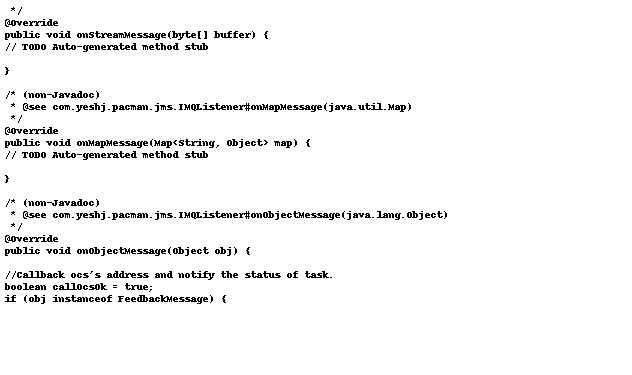 */
@Override
public void onStreamMessage(byte[] buffer) {
// TODO Auto-generated method stub
}
/* (non-Javadoc)
* @see com.yeshj.pacman.jms.IMQListener#onMapMessage(java.util.Map)
*/
@Override
public void onMapMessage(Map<String, Object> map) {
// TODO Auto-generated method stub
}
/* (non-Javadoc)
* @see com.yeshj.pacman.jms.IMQListener#onObjectMessage(java.lang.Object)
*/
@Override
public void onObjectMessage(Object obj) {
//Callback ocs's address and notify the status of task.
boolean callOcsOk = true;
if (obj instanceof FeedbackMessage) {